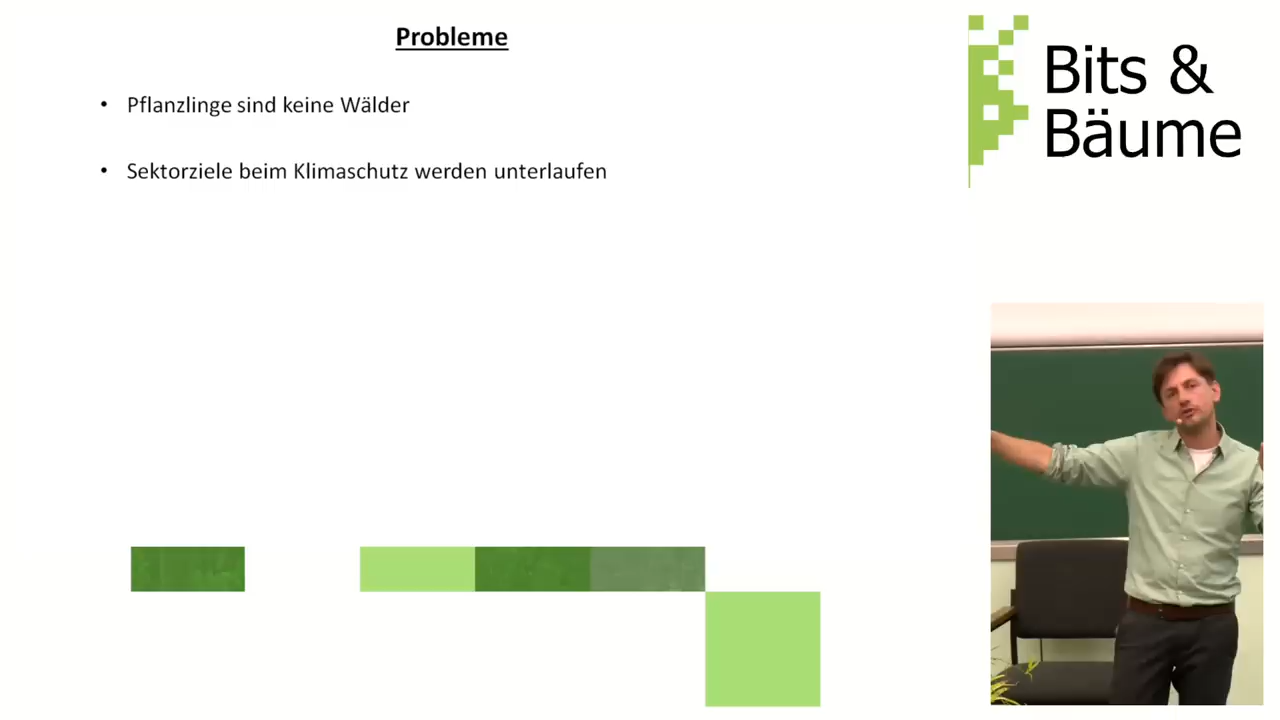 Probleme
• Pflanzlinge sind keine Wälder
• Sektorziele beim Klimaschutz werden unterlaufen
Bits &
Bäume